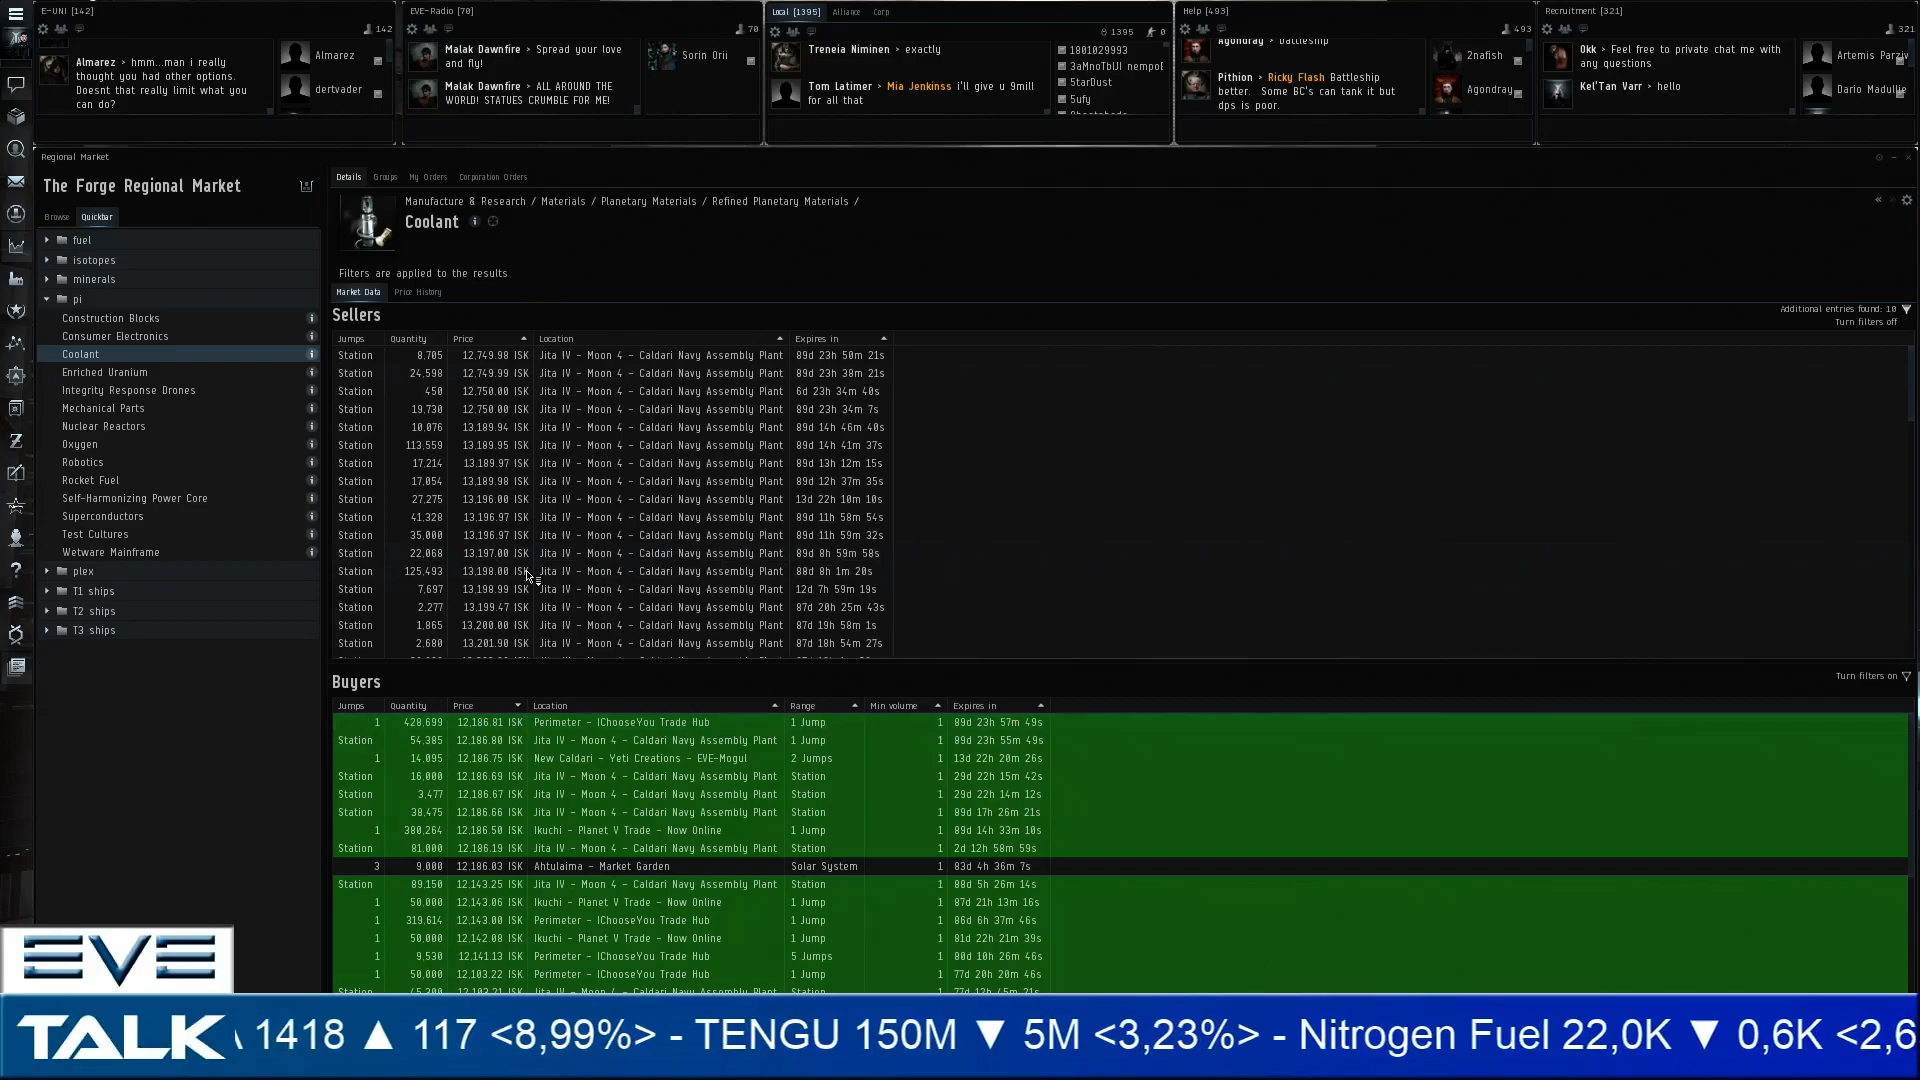 E-UNI [142]
142
Almarez > hmm...man i really
thought you had other options.
Doesnt that really limit what you
can do?
Almarez
dertvader
EVE-Radio [70]
70
Malak Dawnfire > Spread your love
and fly!
Malak Dawnfire > ALL AROUND THE
WORLD! STATUES CRUMBLE FOR ME!
Sorin Orii
Local [1395] Alliance Corp
1395 0
Treneia Niminen > exactly
Tom Latimer > Mia Jenkinss i'll give u 9mill
for all that
1801029993
5tarDust
5ufy
Help [493]
493
Agondray > Battleship
Pithion > Ricky Flash Battleship
better. Some BC's can tank it but
dps is poor.
2nafish
Agondray
Recruitment [321]
321
Okk > Feel free to private chat me with
any questions
Kel'Tan Varr > hello
Artemis Parziv
Dario Madullie
Regional Market
The Forge Regional Market
Browse Quickbar
fuel
isotopes
minerals
pi
Construction Blocks
Consumer Electronics
Coolant
Enriched Uranium
Integrity Response Drones
Mechanical Parts
Nuclear Reactors
Oxygen
Robotics
Rocket Fuel
Self-Harmonizing Power Core
Superconductors
Test Cultures
Wetware Mainframe
plex
T1 ships
T2 ships
T3 ships
Details Groups My Orders Corporation Orders
Manufacture & Research / Materials / Planetary Materials / Refined Planetary Materials /
Coolant
Filters are applied to the results
Market Data Price History
Sellers
Additional entries found: 10
Turn filters off
Jumps Quantity Price Location Expires in
Station 8,705 12,749.98 ISK Jita IV - Moon 4 - Caldari Navy Assembly Plant 89d 23h 50m 21s
Station 24,598 12,749.99 ISK Jita IV - Moon 4 - Caldari Navy Assembly Plant 89d 23h 38m 21s
Station 450 12,750.00 ISK Jita IV - Moon 4 - Caldari Navy Assembly Plant 6d 23h 34m 40s
Station 19,730 12,750.00 ISK Jita IV - Moon 4 - Caldari Navy Assembly Plant 89d 23h 34m 7s
Station 10,076 13,189.94 ISK Jita IV - Moon 4 - Caldari Navy Assembly Plant 89d 14h 46m 40s
Station 113,559 13,189.95 ISK Jita IV - Moon 4 - Caldari Navy Assembly Plant 89d 14h 41m 37s
Station 17,214 13,189.97 ISK Jita IV - Moon 4 - Caldari Navy Assembly Plant 89d 13h 12m 15s
Station 17,054 13,189.98 ISK Jita IV - Moon 4 - Caldari Navy Assembly Plant 89d 12h 37m 35s
Station 27,275 13,196.00 ISK Jita IV - Moon 4 - Caldari Navy Assembly Plant 13d 22h 10m 10s
Station 41,328 13,196.97 ISK Jita IV - Moon 4 - Caldari Navy Assembly Plant 89d 11h 58m 54s
Station 35,000 13,196.97 ISK Jita IV - Moon 4 - Caldari Navy Assembly Plant 89d 11h 59m 32s
Station 22,068 13,197.00 ISK Jita IV - Moon 4 - Caldari Navy Assembly Plant 89d 8h 59m 58s
Station 125,493 13,198.00 ISK Jita IV - Moon 4 - Caldari Navy Assembly Plant 88d 8h 1m 20s
Station 7,697 13,198.99 ISK Jita IV - Moon 4 - Caldari Navy Assembly Plant 12d 7h 59m 19s
Station 2,277 13,199.47 ISK Jita IV - Moon 4 - Caldari Navy Assembly Plant 87d 20h 25m 43s
Station 1,865 13,200.00 ISK Jita IV - Moon 4 - Caldari Navy Assembly Plant 87d 19h 58m 1s
Station 2,680 13,201.90 ISK Jita IV - Moon 4 - Caldari Navy Assembly Plant 87d 18h 54m 27s
Buyers
Turn filters on
Jumps Quantity Price Location Range Min volume Expires in
1 428,699 12,186.81 ISK Perimeter - IChooseYou Trade Hub 1 Jump 1 89d 23h 57m 49s
Station 54,385 12,186.80 ISK Jita IV - Moon 4 - Caldari Navy Assembly Plant 1 Jump 1 89d 23h 55m 49s
1 14,095 12,186.75 ISK New Caldari - Yeti Creations - EVE-Mogul 2 Jumps 1 13d 22h 20m 26s
Station 16,000 12,186.69 ISK Jita IV - Moon 4 - Caldari Navy Assembly Plant Station 1 29d 22h 15m 42s
Station 3,477 12,186.67 ISK Jita IV - Moon 4 - Caldari Navy Assembly Plant Station 1 29d 22h 14m 12s
Station 38,475 12,186.66 ISK Jita IV - Moon 4 - Caldari Navy Assembly Plant Station 1 89d 17h 26m 21s
1 380,264 12,186.50 ISK Ikuchi - Planet V Trade - Now Online 1 Jump 1 89d 14h 33m 10s
Station 81,000 12,186.19 ISK Jita IV - Moon 4 - Caldari Navy Assembly Plant Station 1 2d 12h 58m 59s
3 9,000 12,186.03 ISK Ahtulaima - Market Garden Solar System 1 83d 4h 36m 7s
Station 89,150 12,143.25 ISK Jita IV - Moon 4 - Caldari Navy Assembly Plant Station 1 88d 5h 26m 14s
1 50,000 12,143.06 ISK Ikuchi - Planet V Trade - Now Online 1 Jump 1 87d 21h 13m 16s
1 319,614 12,143.00 ISK Perimeter - IChooseYou Trade Hub 1 Jump 1 86d 6h 37m 46s
1 50,000 12,142.08 ISK Ikuchi - Planet V Trade - Now Online 1 Jump 1 81d 22h 21m 39s
1 9,530 12,141.13 ISK Perimeter - IChooseYou Trade Hub 5 Jumps 1 80d 10h 26m 46s
1 50,000 12,103.22 ISK Perimeter - IChooseYou Trade Hub 1 Jump 1 77d 20h 20m 46s
EVE
TALK
1418 ▲ 117 <8,99%> - TENGU 150M ▼ 5M <3,23%> - Nitrogen Fuel 22,0K ▼ 0,6K <2,6